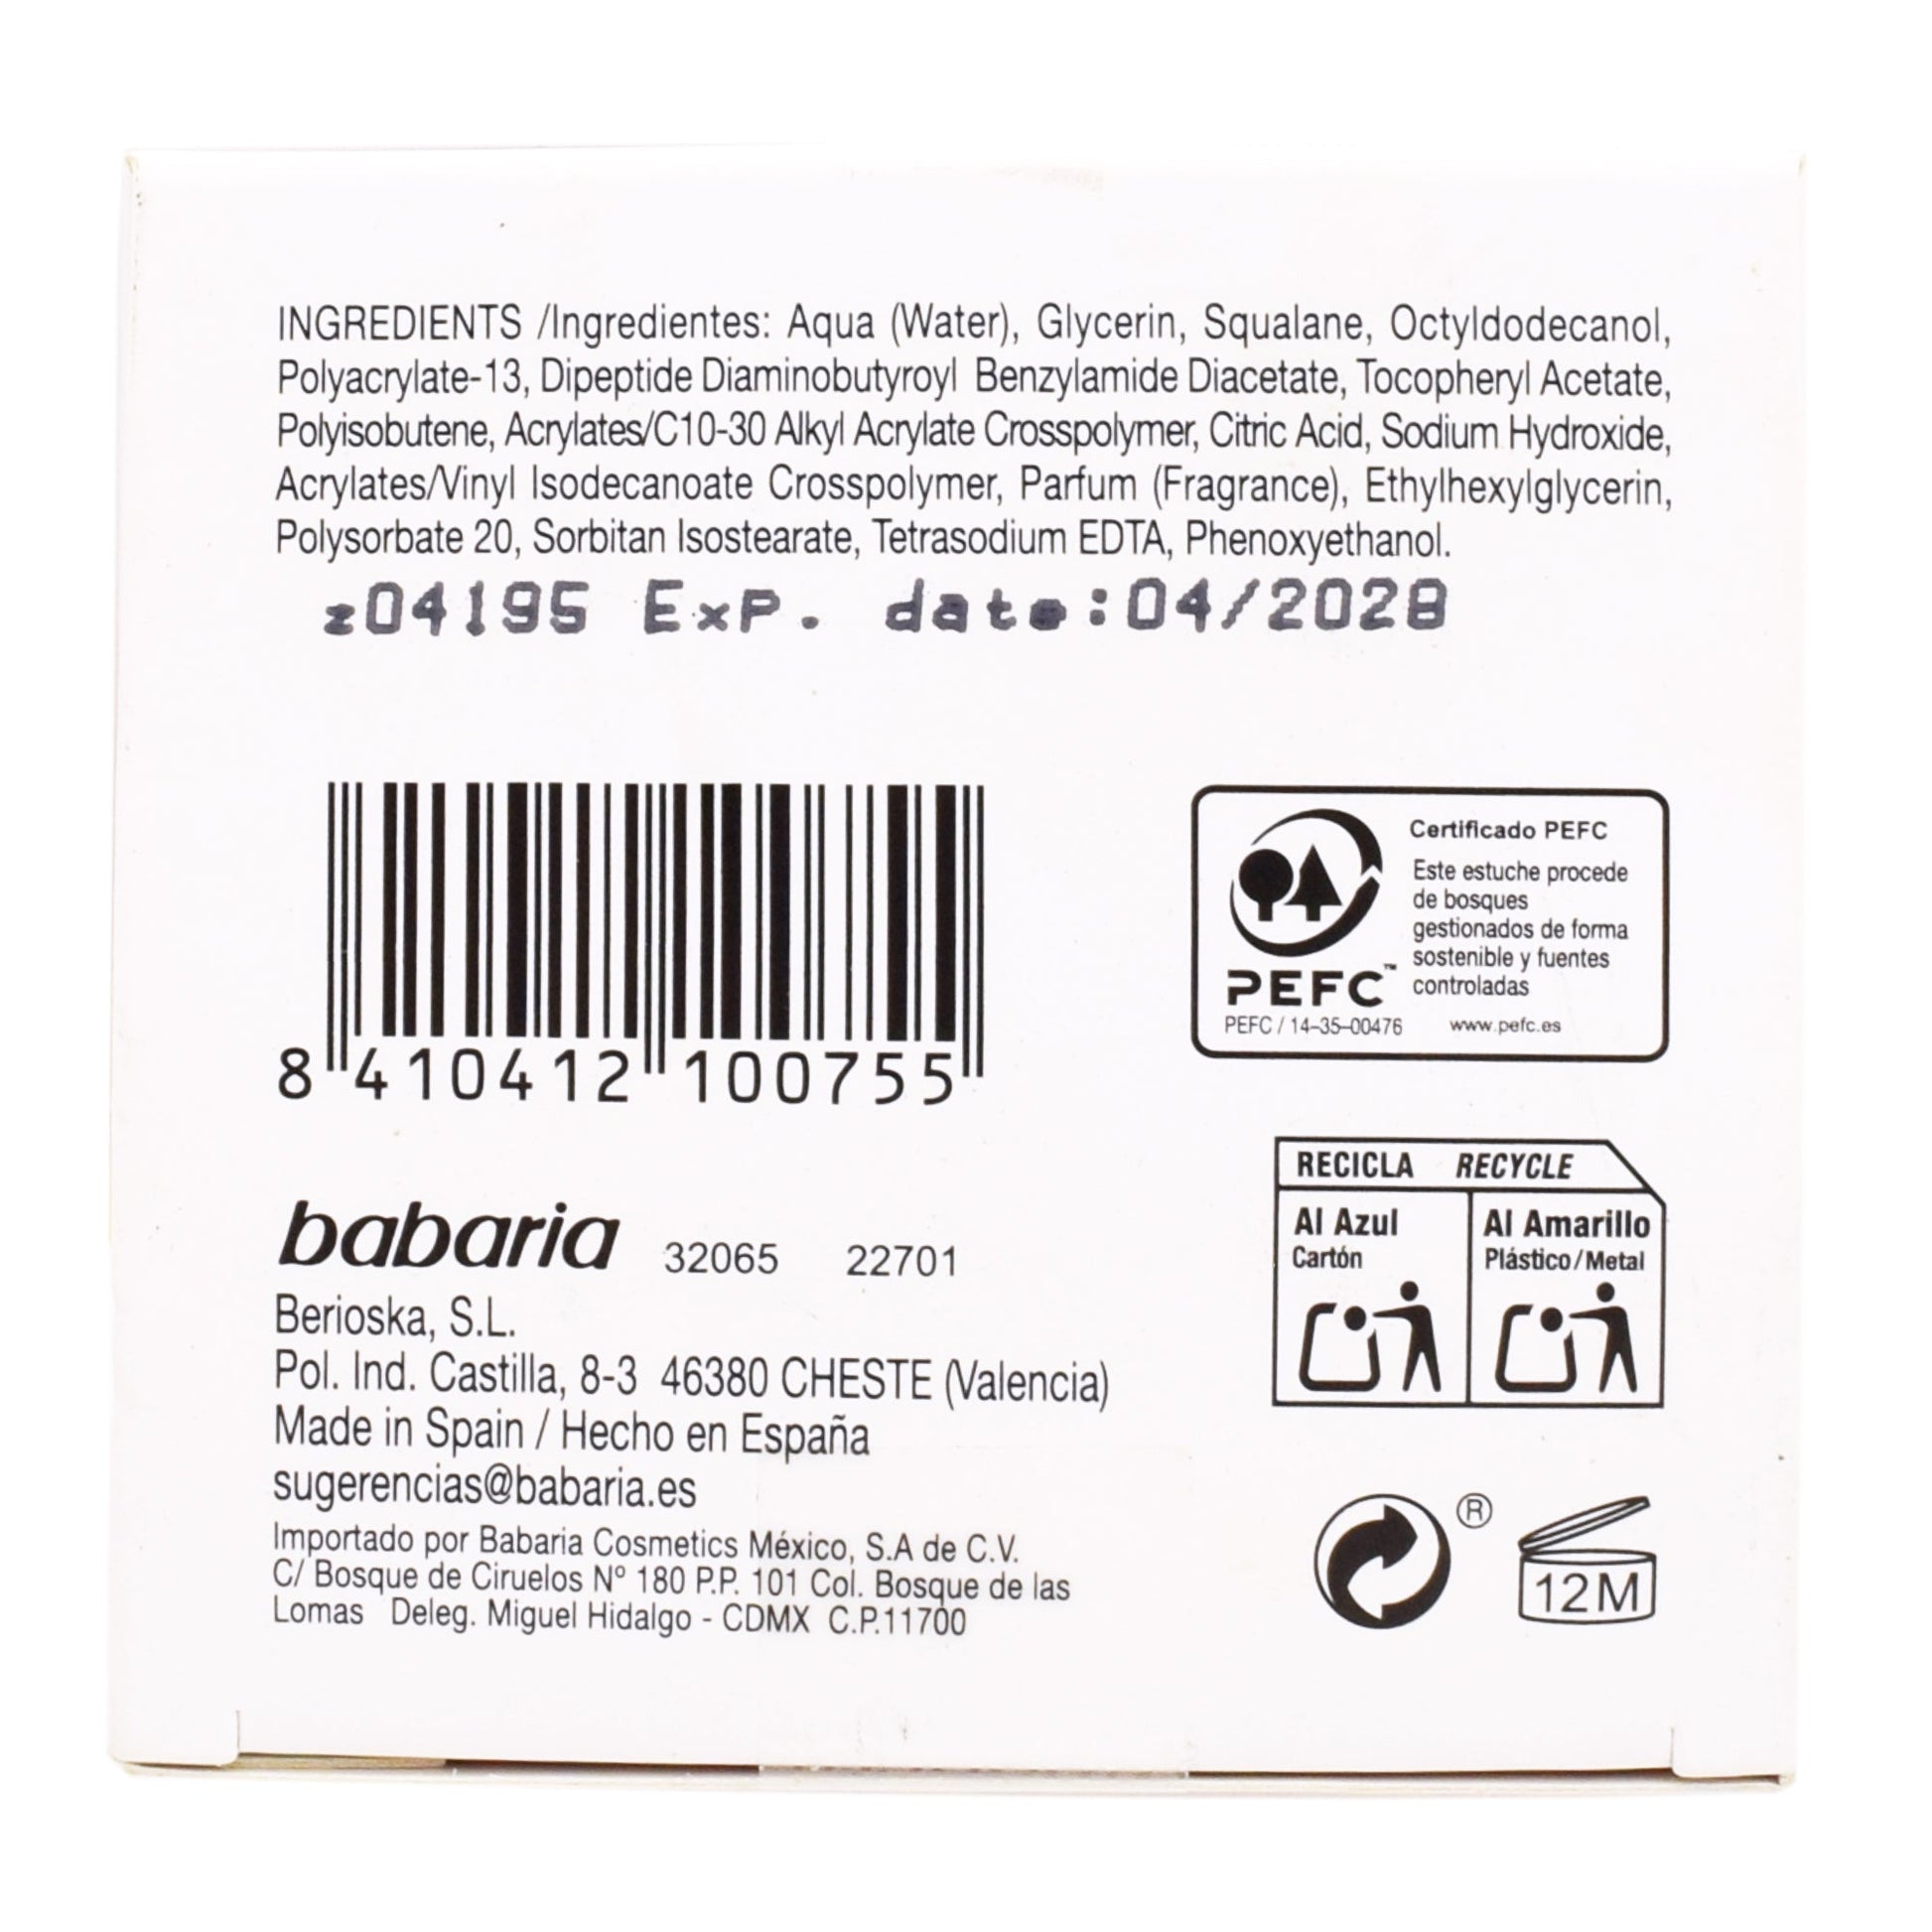 INGREDIENTS /Ingredientes: Aqua (Water), Glycerin, Squalane, Octyldodecanol,
Polyacrylate-13, Dipeptide Diaminobutyroyl Benzylamide Diacetate, Tocopheryl Acetate,
Polyisobutene, Acrylates/C10-30 Alkyl Acrylate Crosspolymer, Citric Acid, Sodium Hydroxide,
Acrylates/Vinyl Isodecanoate Crosspolymer, Parfum (Fragrance), Ethylhexylglycerin,
Polysorbate 20, Sorbitan Isostearate, Tetrasodium EDTA, Phenoxyethanol.
z04195 Exp. date:04/2028
8 410412 100755
Certificado PEFC
Este estuche procede
de bosques
gestionados de forma
sostenible y fuentes
controladas
PEFC™
PEFC / 14-35-00476 www.pefc.es
RECICLA RECYCLE
Al Azul
Cartón
Al Amarillo
Plástico/Metal
babaria 32065 22701
Berioska, S.L.
Pol. Ind. Castilla, 8-3 46380 CHESTE (Valencia)
Made in Spain / Hecho en España
sugerencias@babaria.es
Importado por Babaria Cosmetics México, S.A de C.V.
C/ Bosque de Ciruelos Nº 180 P.P. 101 Col. Bosque de las
Lomas Deleg. Miguel Hidalgo - CDMX C.P.11700
®
12M